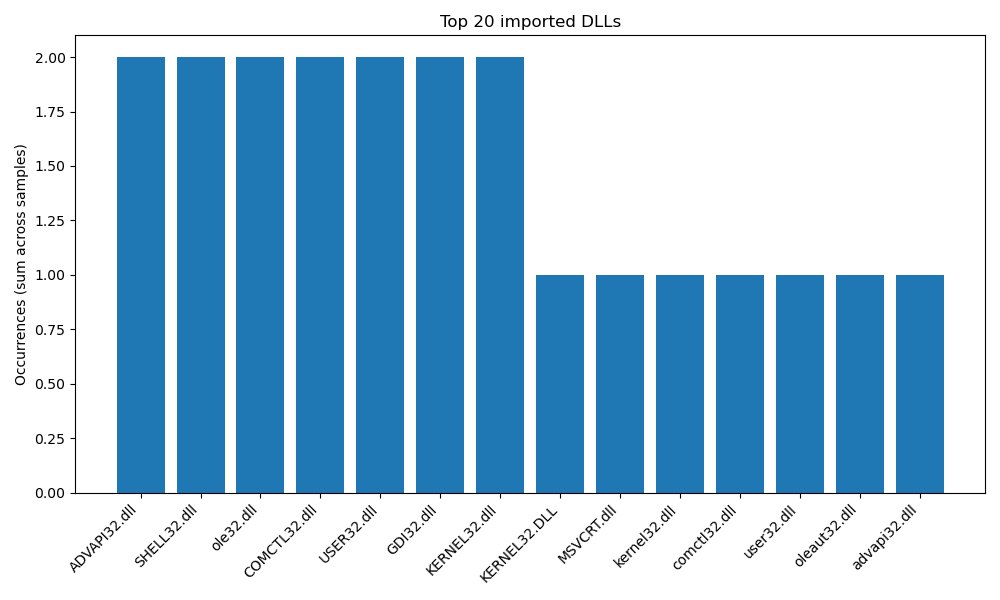 Top 20 imported DLLs
Occurrences (sum across samples)
2.00
1.75
1.50
1.25
1.00
0.75
0.50
0.25
0.00
ADVAPI32.dll
SHELL32.dll
ole32.dll
COMCTL32.dll
USER32.dll
GDI32.dll
KERNEL32.dll
KERNEL32.DLL
MSVCRT.dll
kernel32.dll
comctl32.dll
user32.dll
oleaut32.dll
advapi32.dll